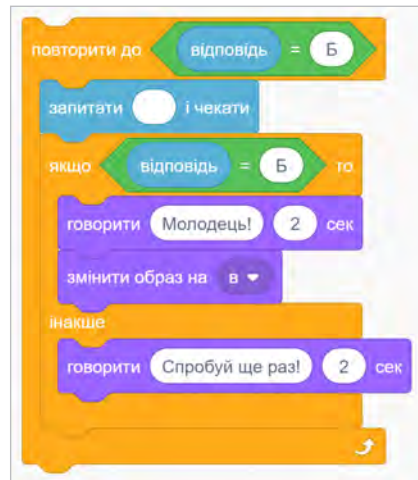 повторити до відповідь = Б
запитати і чекати
якщо відповідь = Б то
говорити Молодець! 2 сек
змінити образ на в
інакше
говорити Спробуй ще раз! 2 сек